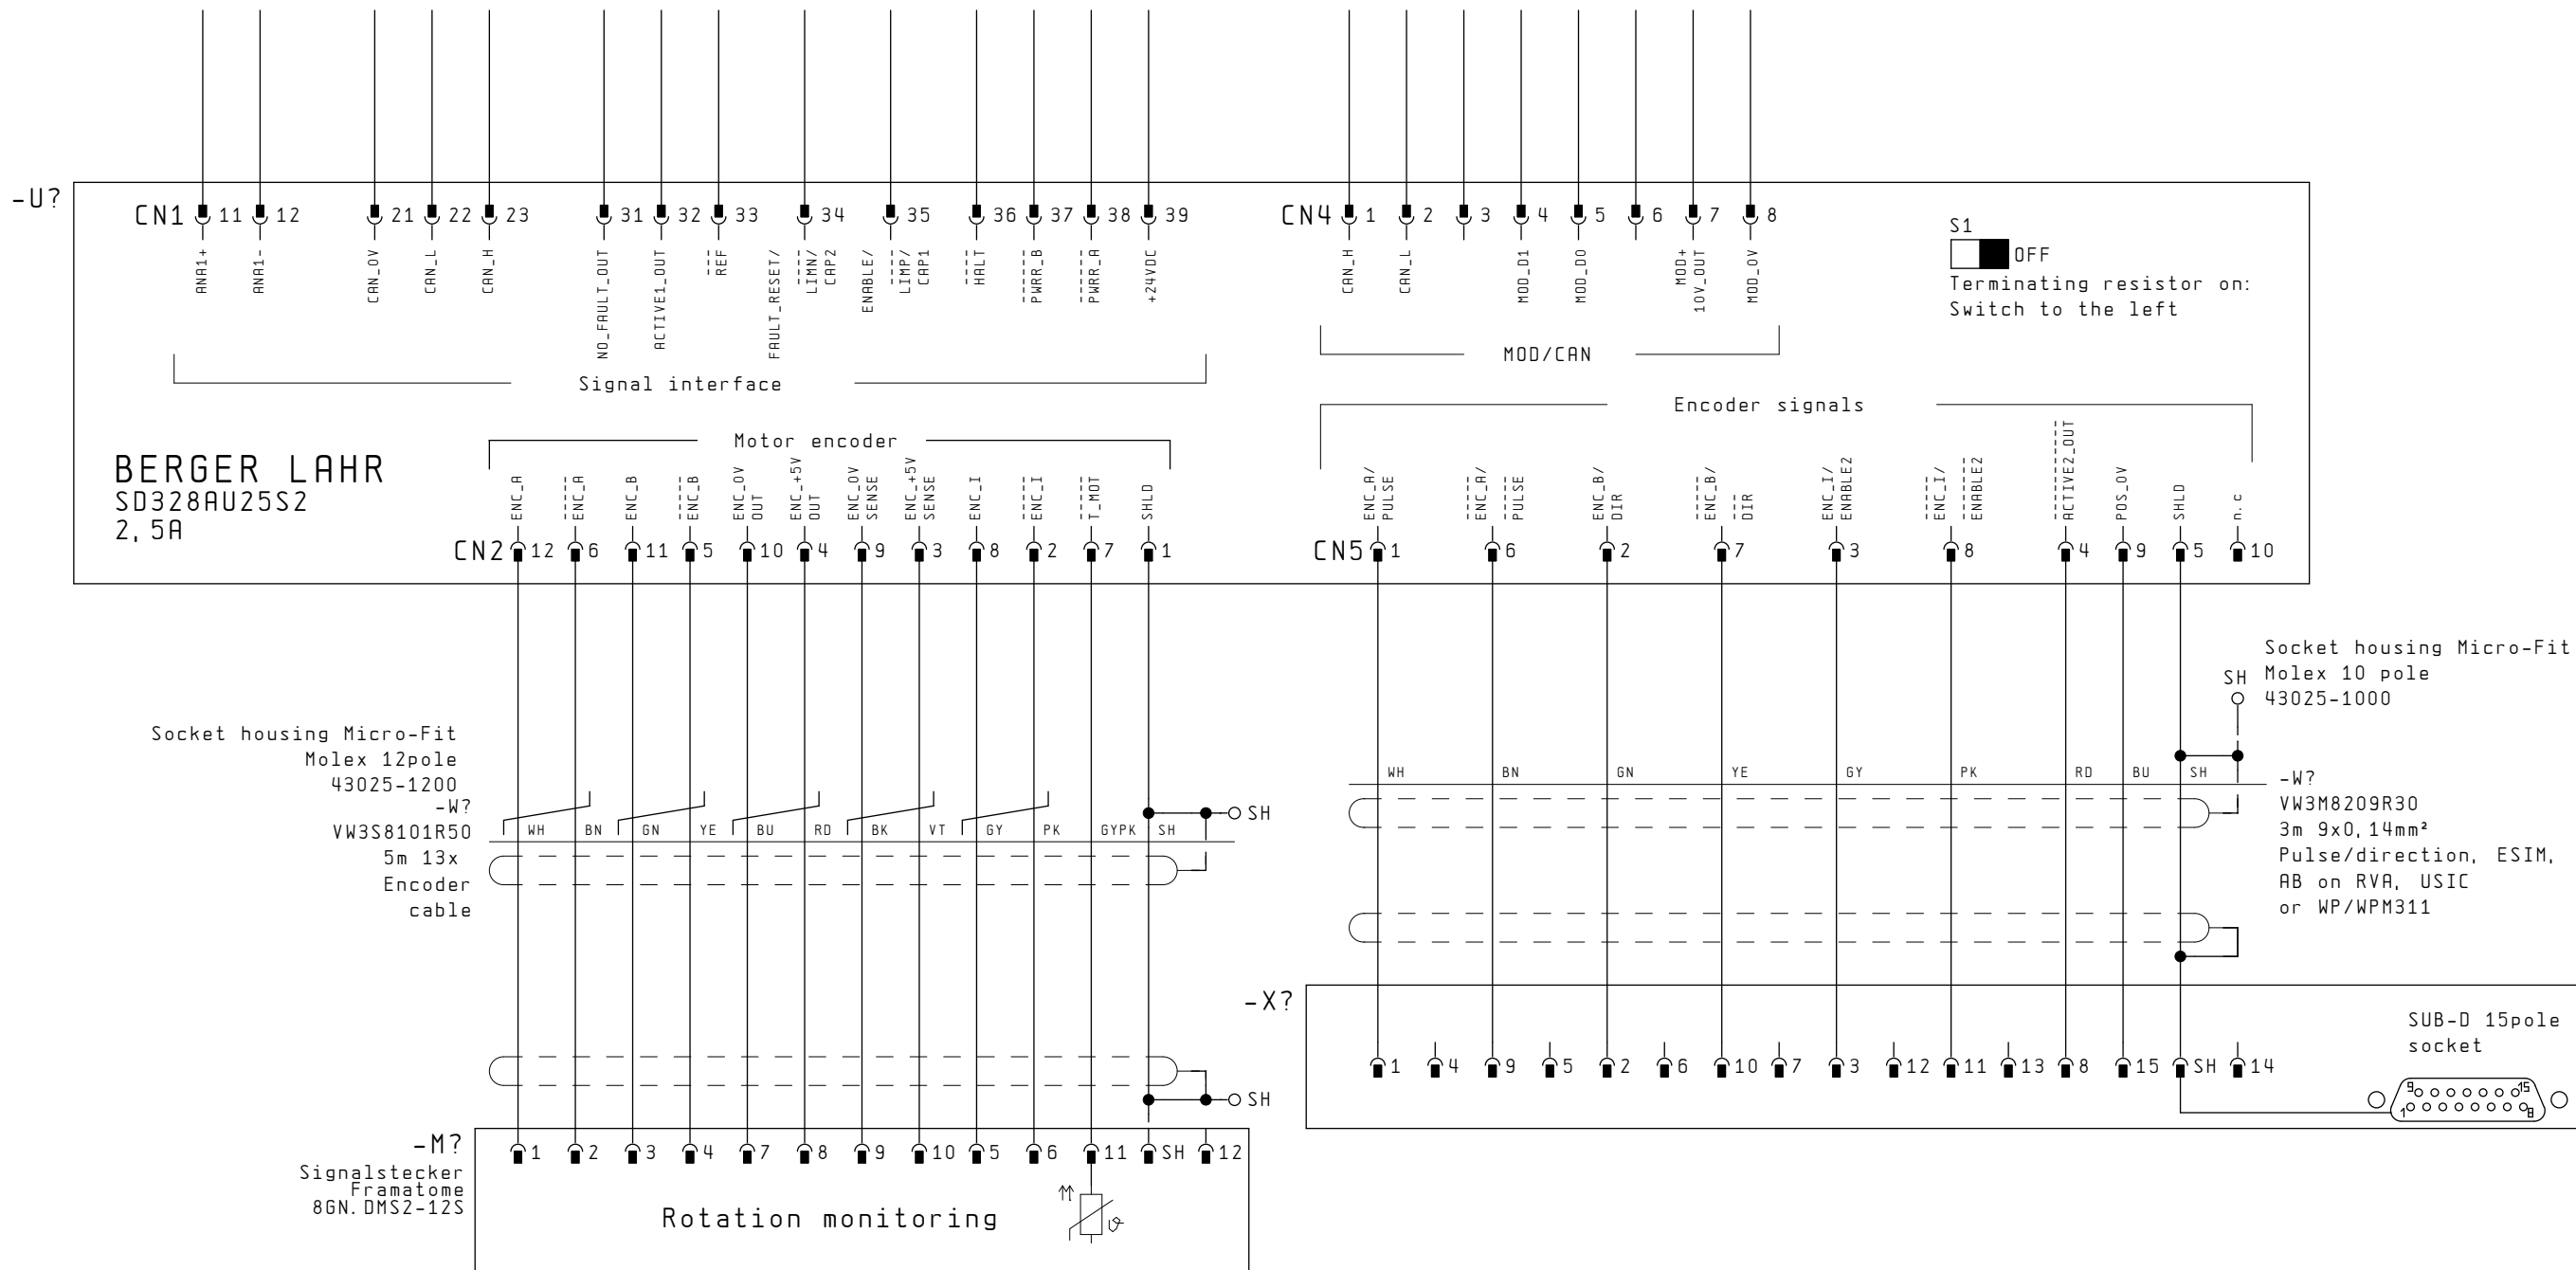 -U?
CN1 11 12 21 22 23 31 32 33 34 35 36 37 38 39
CN4 1 2 3 4 5 6 7 8
ANA1+
ANA1-
CAN_0V
CAN_L
CAN_H
NO_FAULT_OUT
ACTIVE1_OUT
REF
FAULT_RESET/
LIMN/
CAP2
ENABLE/
LIMP/
CAP1
HALT
PWRR_B
PWRR_A
+24VDC
CAN_H
CAN_L
MOD_D1
MOD_D0
MOD+
10V_OUT
MOD_0V
S1
OFF
Terminating resistor on:
Switch to the left
MOD/CAN
Signal interface
Encoder signals
Motor encoder
BERGER LAHR
SD328AU25S2
2,5A
ENC_A
ENC_A
ENC_B
ENC_B
ENC_0V
OUT
ENC_+5V
OUT
ENC_0V
SENSE
ENC_+5V
SENSE
ENC_I
ENC_I
T_MOT
SHLD
ENC_A/
PULSE
ENC_A/
PULSE
ENC_B/
DIR
ENC_B/
DIR
ENC_I/
ENABLE2
ENC_I/
ENABLE2
ACTIVE2_OUT
POS_0V
SHLD
n.c
CN2 12 6 11 5 10 4 9 3 8 2 7 1
CN5 1 6 2 7 3 8 4 9 5 10
Socket housing Micro-Fit
Molex 10 pole
43025-1000
SH
Socket housing Micro-Fit
Molex 12pole
43025-1200
-W?
VW3S8101R50
5m 13x
Encoder
cable
WH BN GN YE BU RD BK VT GY PK GYPK SH
SH
WH BN GN YE GY PK RD BU SH
-W?
VW3M8209R30
3m 9x0,14mm²
Pulse/direction, ESIM,
AB on RVA, USIC
or WP/WPM311
SH
-X?
1 4 9 5 2 6 10 7 3 12 11 13 8 15 SH 14
SUB-D 15pole
socket
9 15
1 8
-M?
Signalstecker
Framatome
8GN.DMS2-12S
1 2 3 4 7 8 9 10 5 6 11 SH 12
Rotation monitoring
ϑ